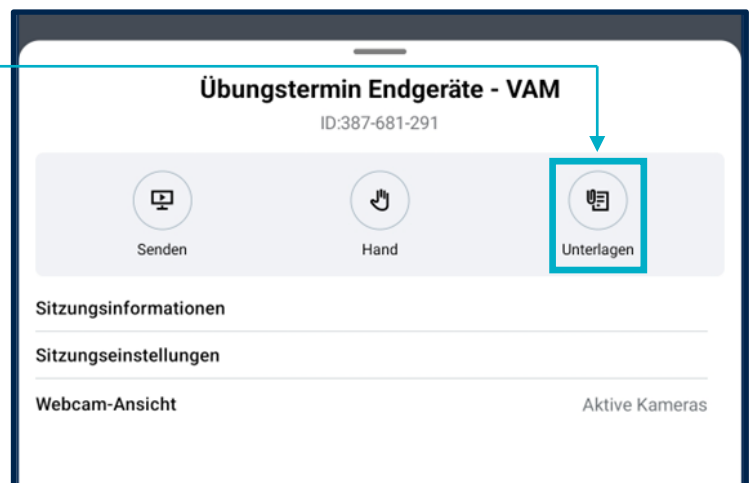 Übungstermin Endgeräte - VAM
ID:387-681-291
Senden Hand Unterlagen
Sitzungsinformationen
Sitzungseinstellungen
Webcam-Ansicht Aktive Kameras